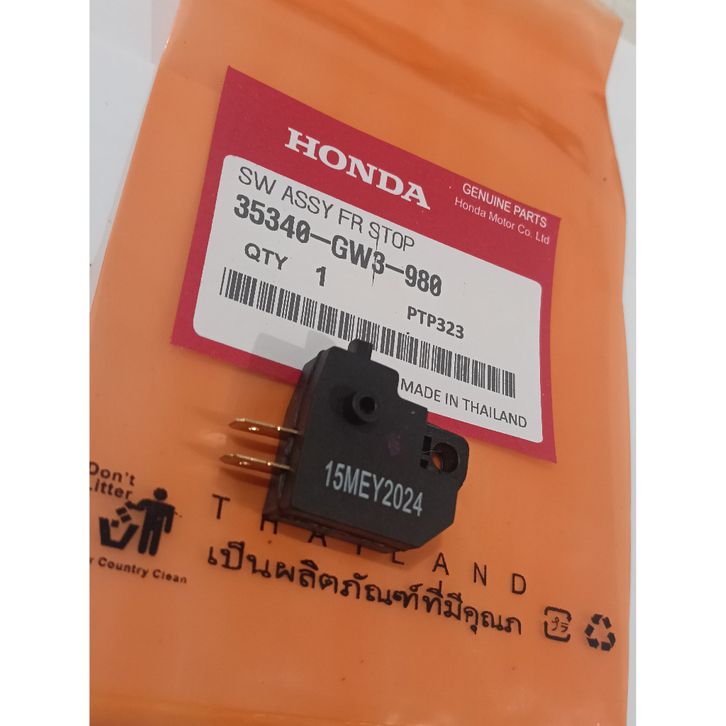 HONDA
GENUINE PARTS
Honda Motor Co. Ltd
SW ASSY FR STOP
35340-GW3-980
QTY 1
PTP323
MADE IN THAILAND
15MEY2024
Don't
Litter
Country Clean
THAILAND
เป็นผลิตภัณฑ์ที่มีคุณภ
プラ